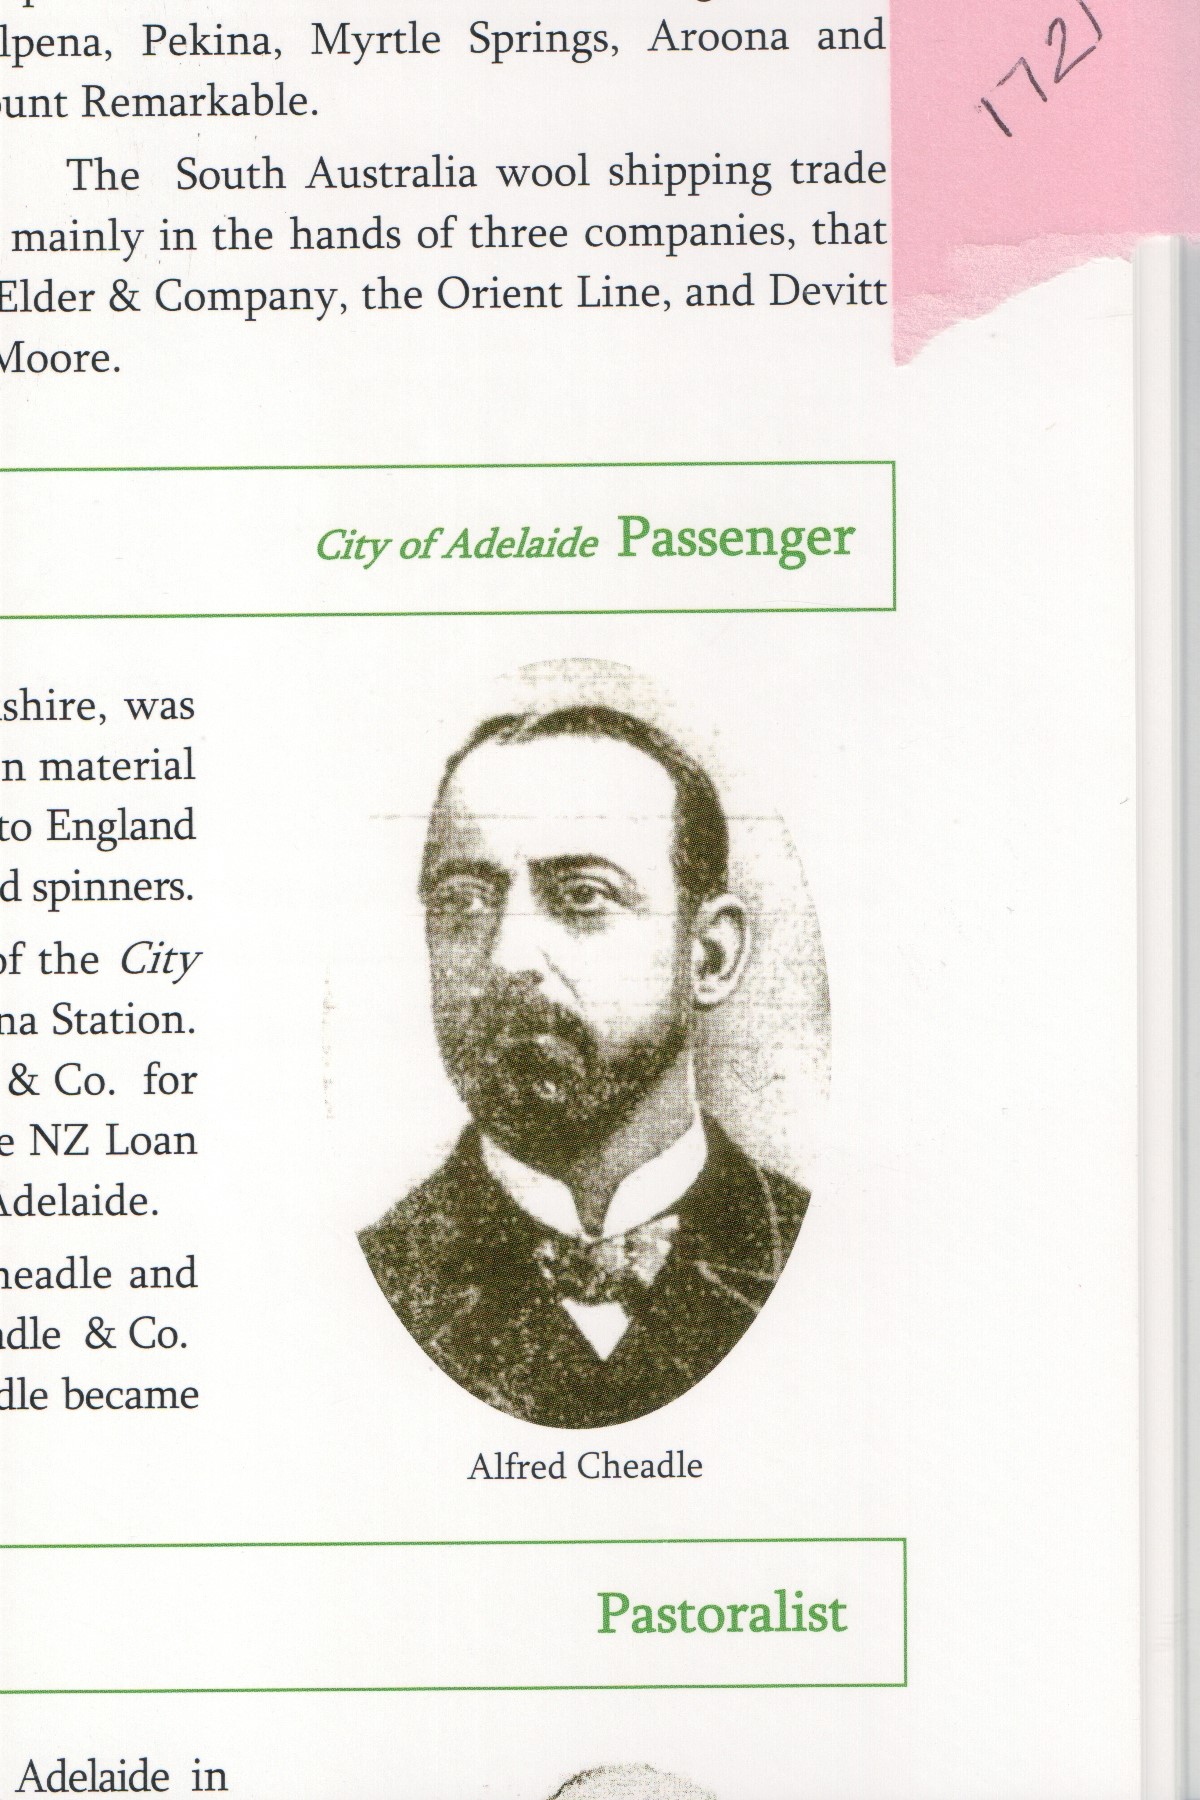 lpena, Pekina, Myrtle Springs, Aroona and
ount Remarkable.
The South Australia wool shipping trade
mainly in the hands of three companies, that
Elder & Company, the Orient Line, and Devitt
Moore.
1721
City of Adelaide Passenger
shire, was
n material
to England
d spinners.
of the City
na Station.
& Co. for
e NZ Loan
Adelaide.
headle and
adle & Co.
dle became
Alfred Cheadle
Pastoralist
Adelaide in